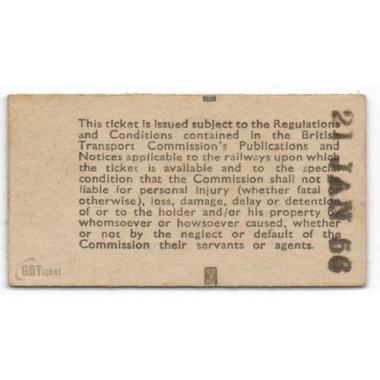 This ticket is issued subject to the Regulations
and Conditions contained in the British
Transport Commission's Publications and
Notices applicable to the railways upon which
the ticket is available and to the special
condition that the Commission shall not be
liable for personal injury (whether fatal or
otherwise), loss, damage, delay or detention
of or to the holder and/or his property
whomsoever or howsoever caused, whether
or not by the neglect or default of the
Commission their servants or agents.
21 JAN 66
GBTicket